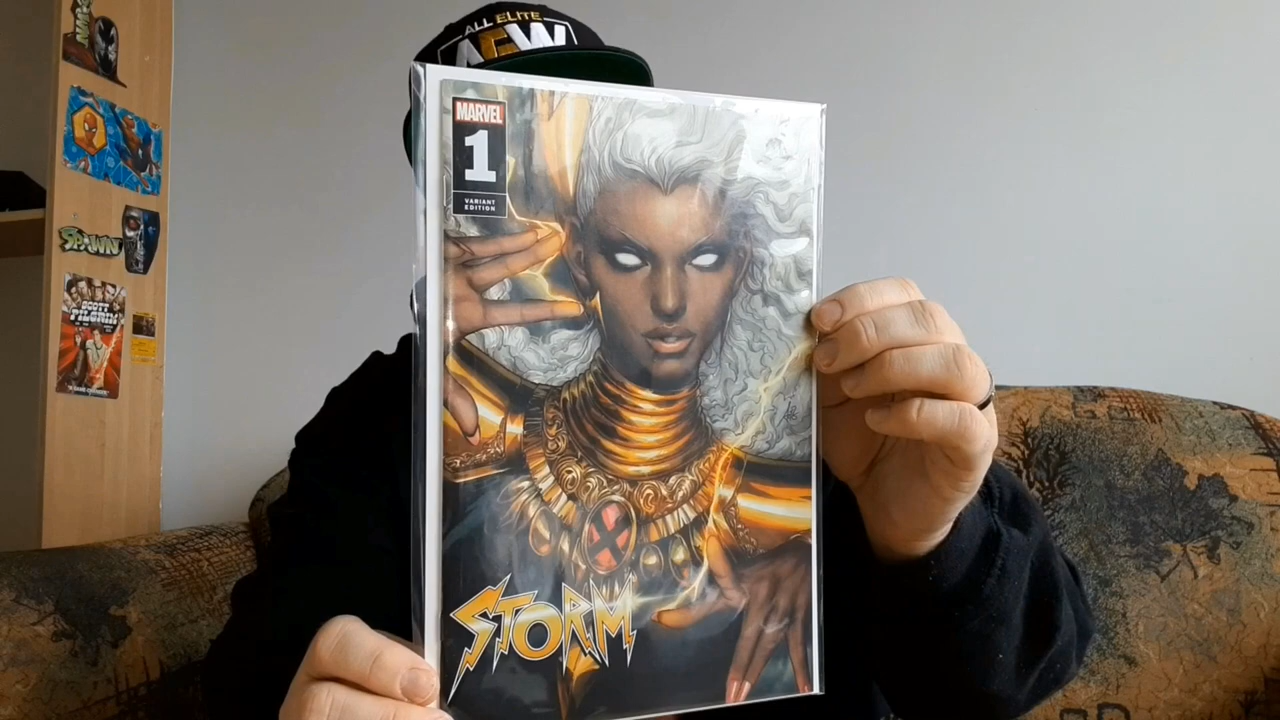 ALL ELITE
AEW
MARVEL
1
VARIANT
EDITION
STORM
SPAWN
SCOTT
PILGRIM